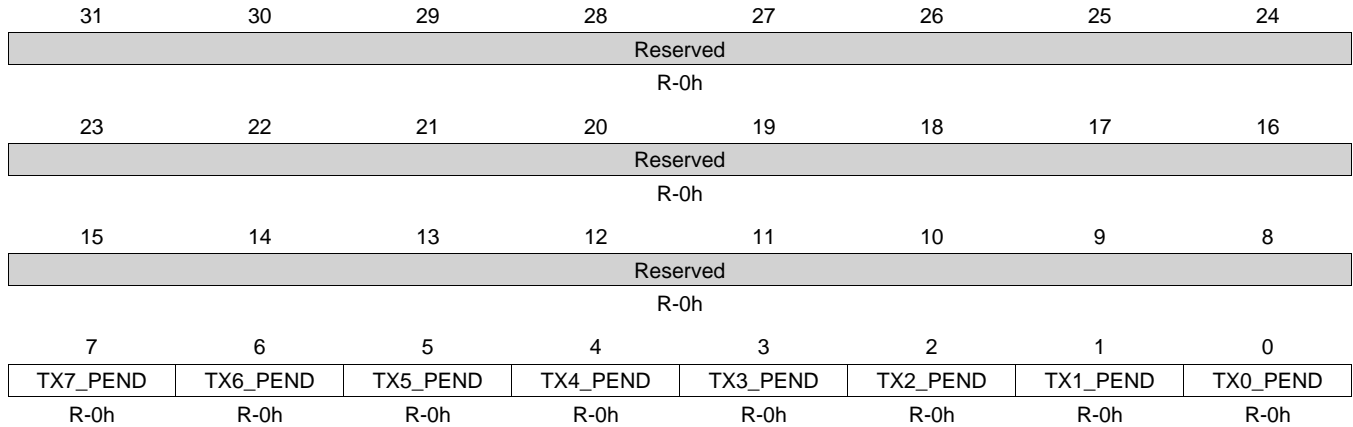 31 30 29 28 27 26 25 24
Reserved
R-0h
23 22 21 20 19 18 17 16
Reserved
R-0h
15 14 13 12 11 10 9 8
Reserved
R-0h
7 6 5 4 3 2 1 0
TX7_PEND TX6_PEND TX5_PEND TX4_PEND TX3_PEND TX2_PEND TX1_PEND TX0_PEND
R-0h R-0h R-0h R-0h R-0h R-0h R-0h R-0h